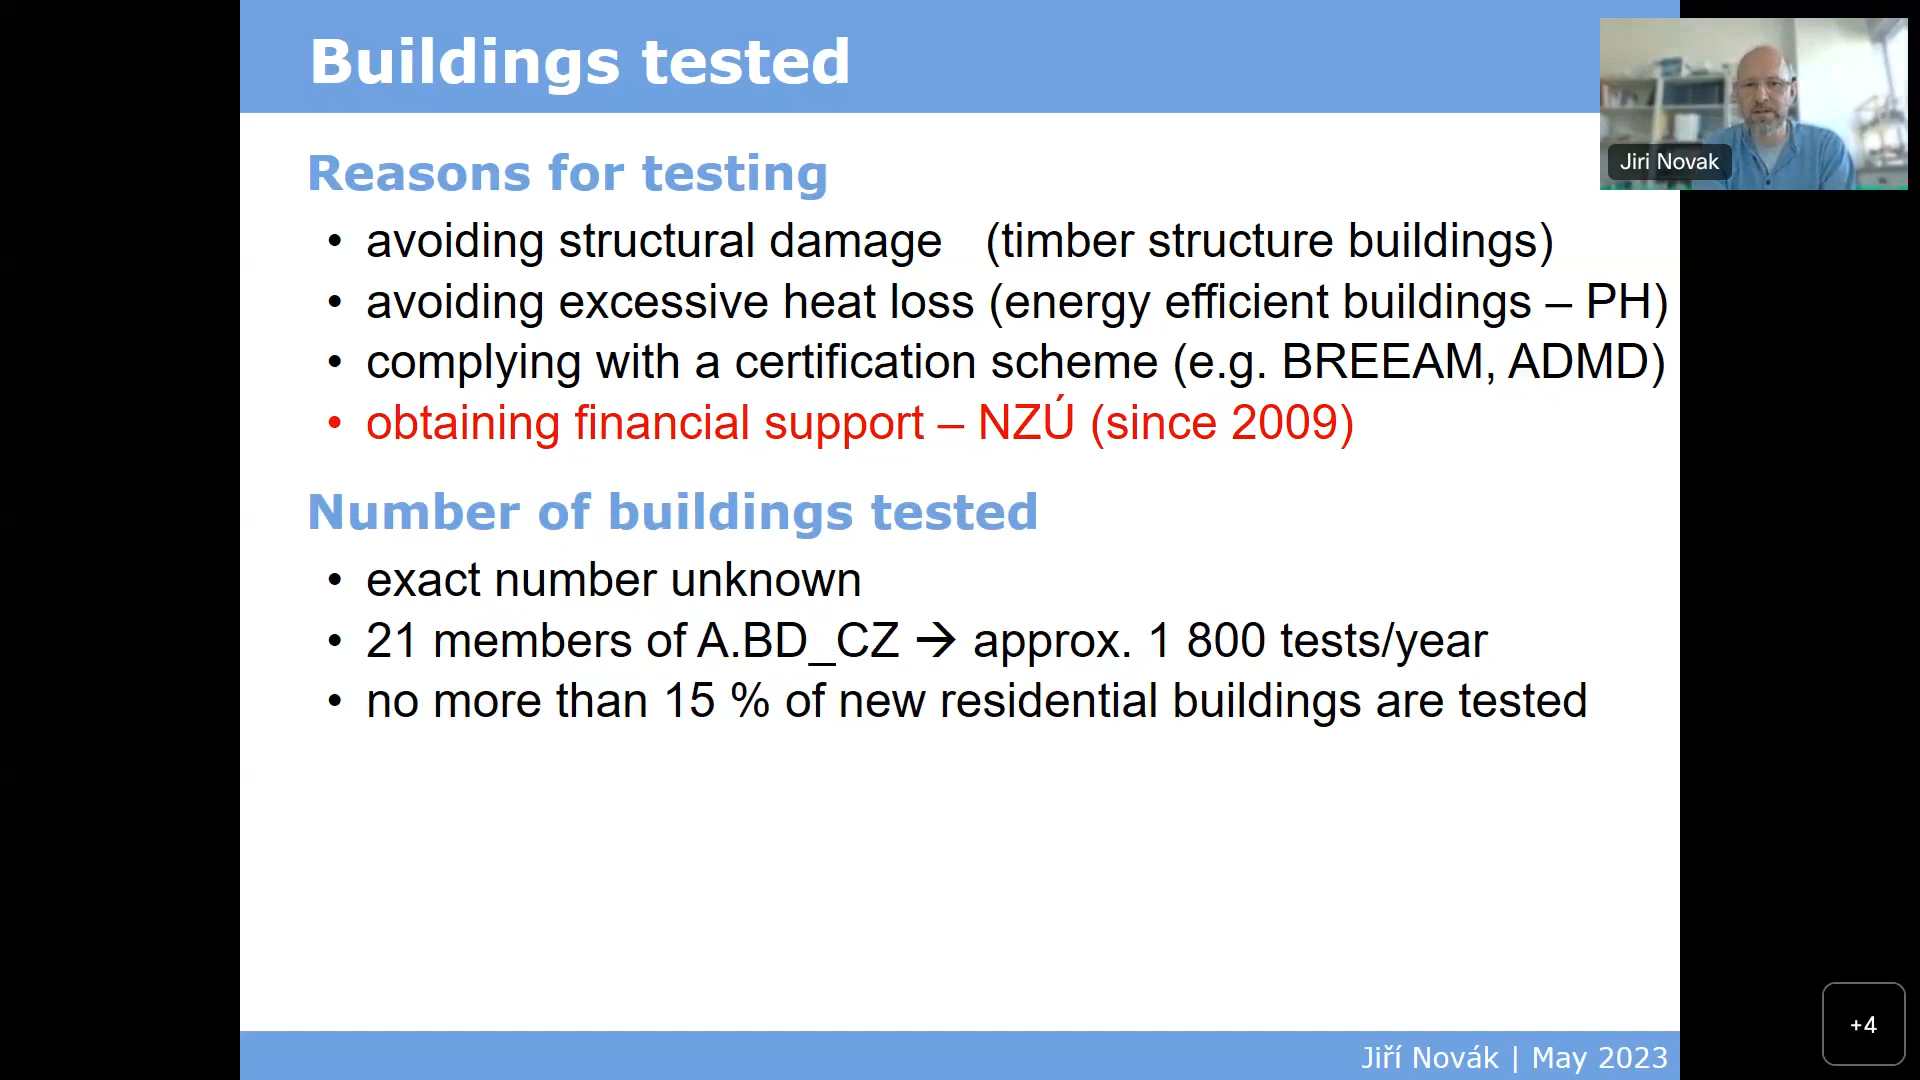 Buildings tested
Jiri Novak
Reasons for testing
• avoiding structural damage (timber structure buildings)
• avoiding excessive heat loss (energy efficient buildings – PH)
• complying with a certification scheme (e.g. BREEAM, ADMD)
• obtaining financial support – NZÚ (since 2009)
Number of buildings tested
• exact number unknown
• 21 members of A.BD_CZ → approx. 1 800 tests/year
• no more than 15 % of new residential buildings are tested
+4
Jiří Novák | May 2023